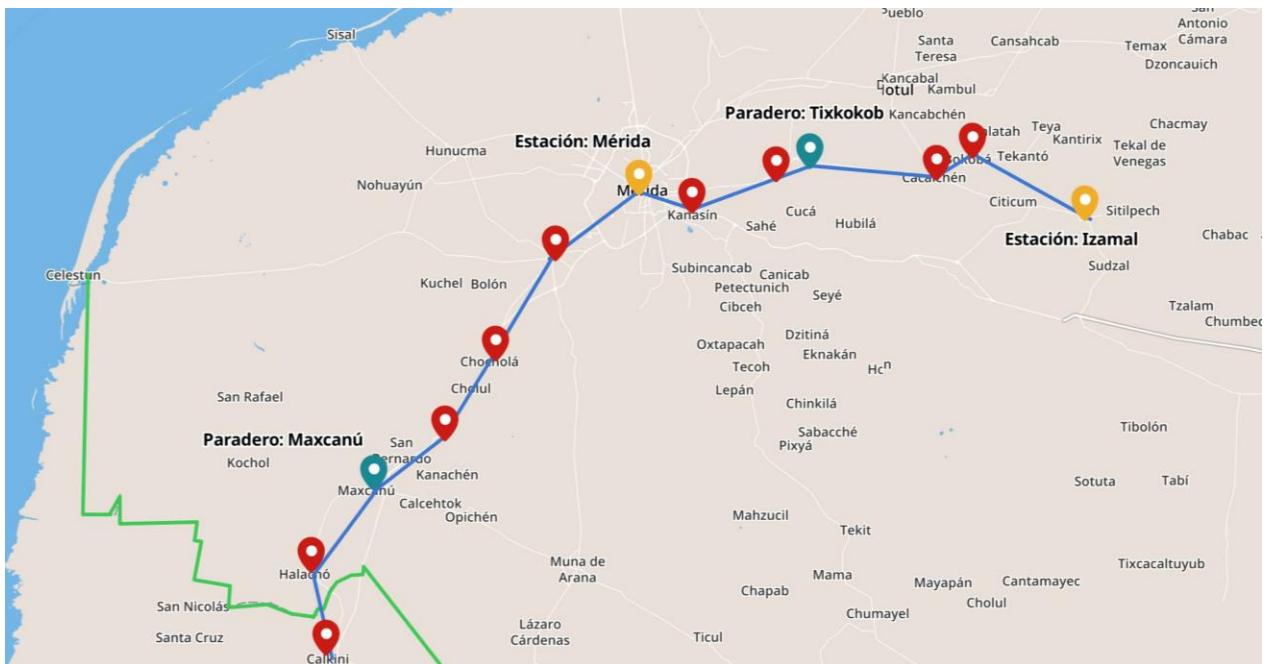 Pueblo
San
Antonio
Cámara
Sisal
Santa
Teresa
Cansahcab
Temax
Dzoncauich
Kancabal
Kambul
Paradero: Tixkokob
Kancabchén
Estación: Mérida
Teya
Chacmay
Kantirix
Hunucma
Tekantó
Tekal de
Venegas
Nohuayún
Mérida
Cacalchén
Citicum
Kanasín
Cucá
Sitilpech
Sahé
Hubilá
Estación: Izamal
Chabac
Celestun
Subincancab
Canicab
Sudzal
Kuchel
Bolón
Petectunich
Seyé
Cibceh
Tzalam
Chumbec
Dzitiná
Oxtapacah
Eknakán
Chocholá
Tecoh
Cholul
Lepán
San Rafael
Chinkilá
Paradero: Maxcanú
San
Bernardo
Sabacché
Tibolón
Pixyá
Kochol
Kanachén
Maxcanú
Calcehtok
Sotuta
Tabí
Opichén
Mahzucil
Tekit
Muna de
Arana
Tixcacaltuyub
Halachó
Mama
Mayapán
Cantamayec
Chapab
Cholul
San Nicolás
Chumayel
Lázaro
Cárdenas
Santa Cruz
Ticul
Calkini